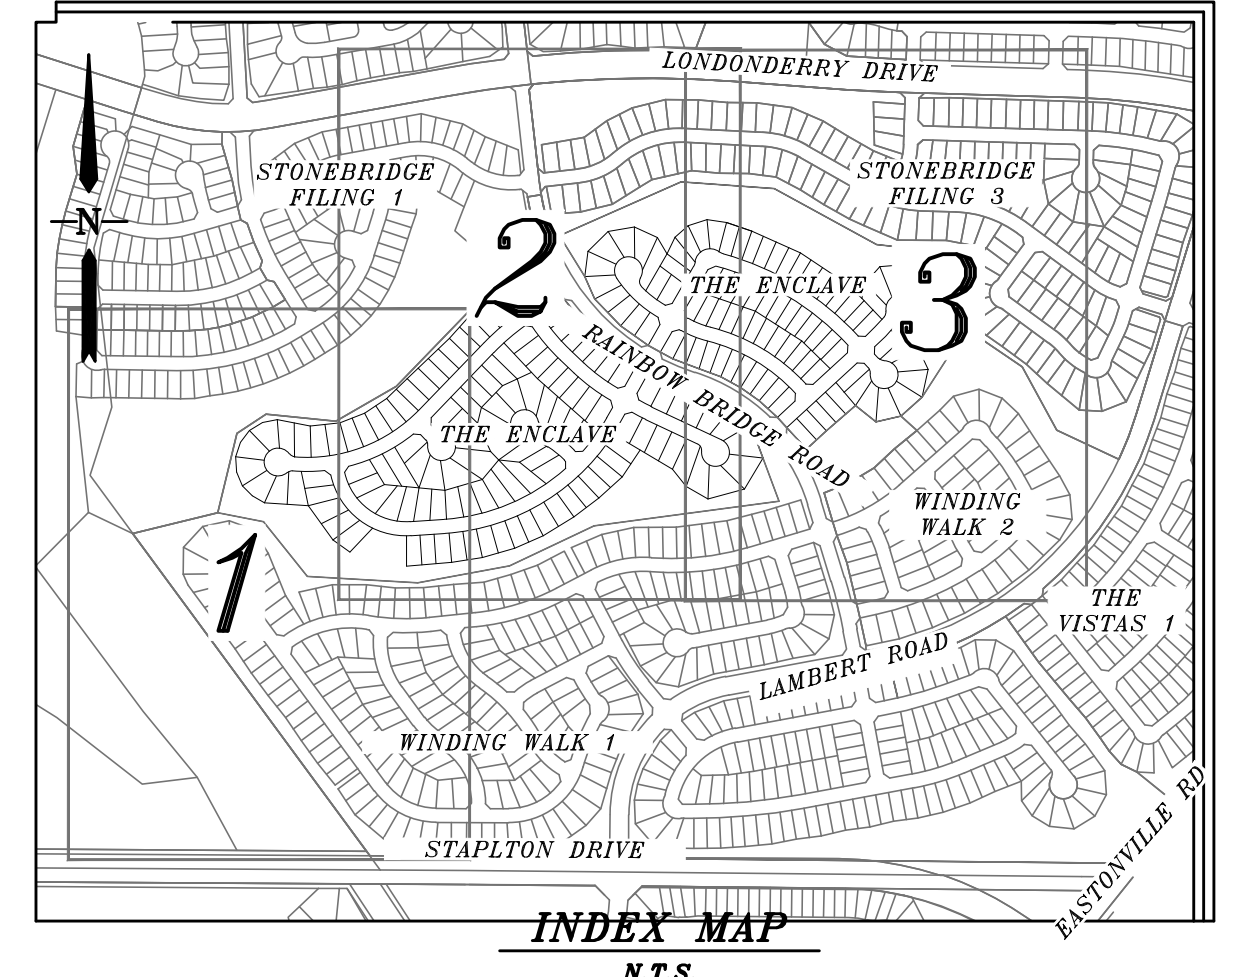 LONDONDERRY DRIVE
STONEBRIDGE
FILING 1
STONEBRIDGE
FILING 3
N
2
3
THE ENCLAVE
RAINBOW BRIDGE ROAD
THE ENCLAVE
WINDING
WALK 2
1
THE
VISTAS 1
LAMBERT ROAD
WINDING WALK 1
STAPLTON DRIVE
EASTONVILLE RD
INDEX MAP
N.T.S.